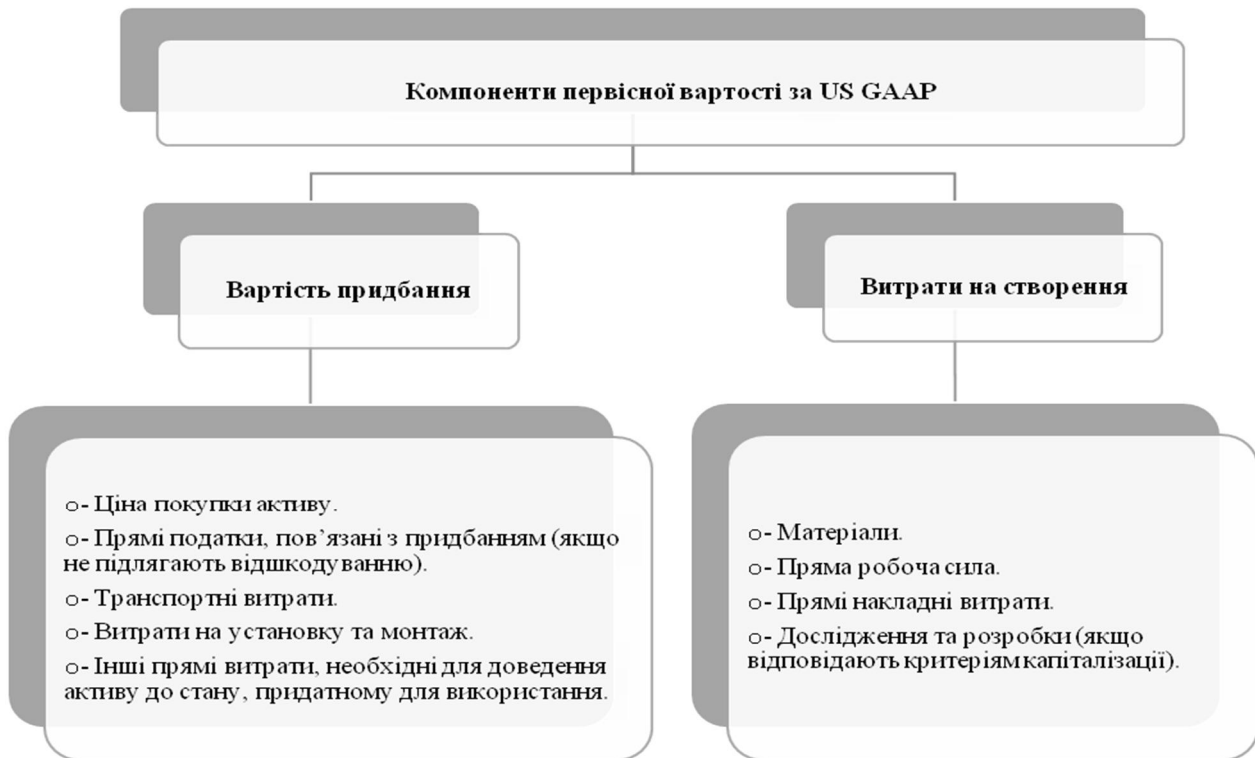 Компоненти первісної вартості за US GAAP
Вартість придбання
Витрати на створення
o- Ціна покупки активу.
o- Прямі податки, пов’язані з придбанням (якщо
не підлягають відшкодуванню).
o- Транспортні витрати.
o- Витрати на установку та монтаж.
o- Інші прямі витрати, необхідні для доведення
активу до стану, придатному для використання.
o- Матеріали.
o- Пряма робоча сила.
o- Прямі накладні витрати.
o- Дослідження та розробки (якщо
відповідають критеріям капіталізації).